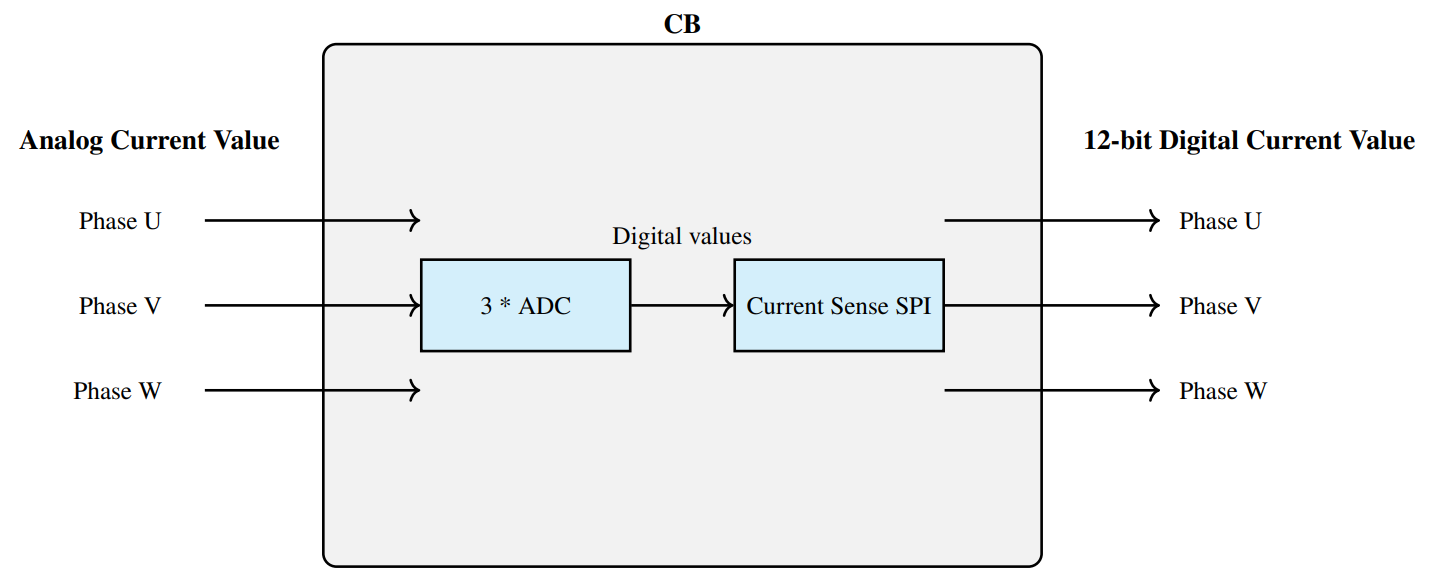 CB
Analog Current Value
12-bit Digital Current Value
Phase U
Phase U
Digital values
Phase V
3 * ADC
Current Sense SPI
Phase V
Phase W
Phase W